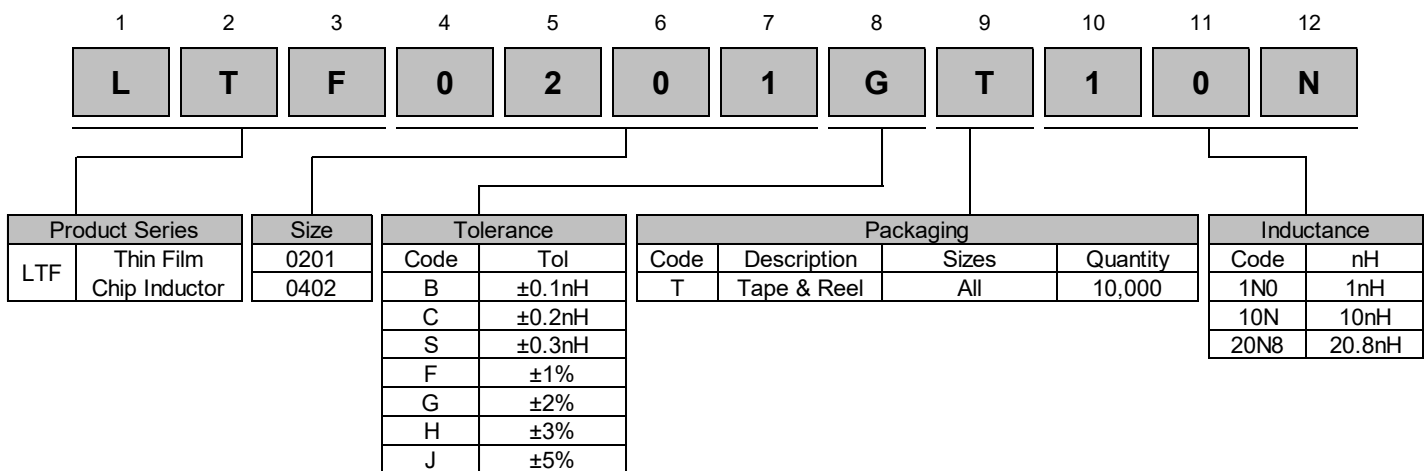 1 2 3 4 5 6 7 8 9 10 11 12
L T F 0 2 0 1 G T 1 0 N
Product Series
LTF Thin Film
Chip Inductor
Size
0201
0402
Tolerance
Code Tol
B ±0.1nH
C ±0.2nH
S ±0.3nH
F ±1%
G ±2%
H ±3%
J ±5%
Packaging
Code Description Sizes Quantity
T Tape & Reel All 10,000
Inductance
Code nH
1N0 1nH
10N 10nH
20N8 20.8nH